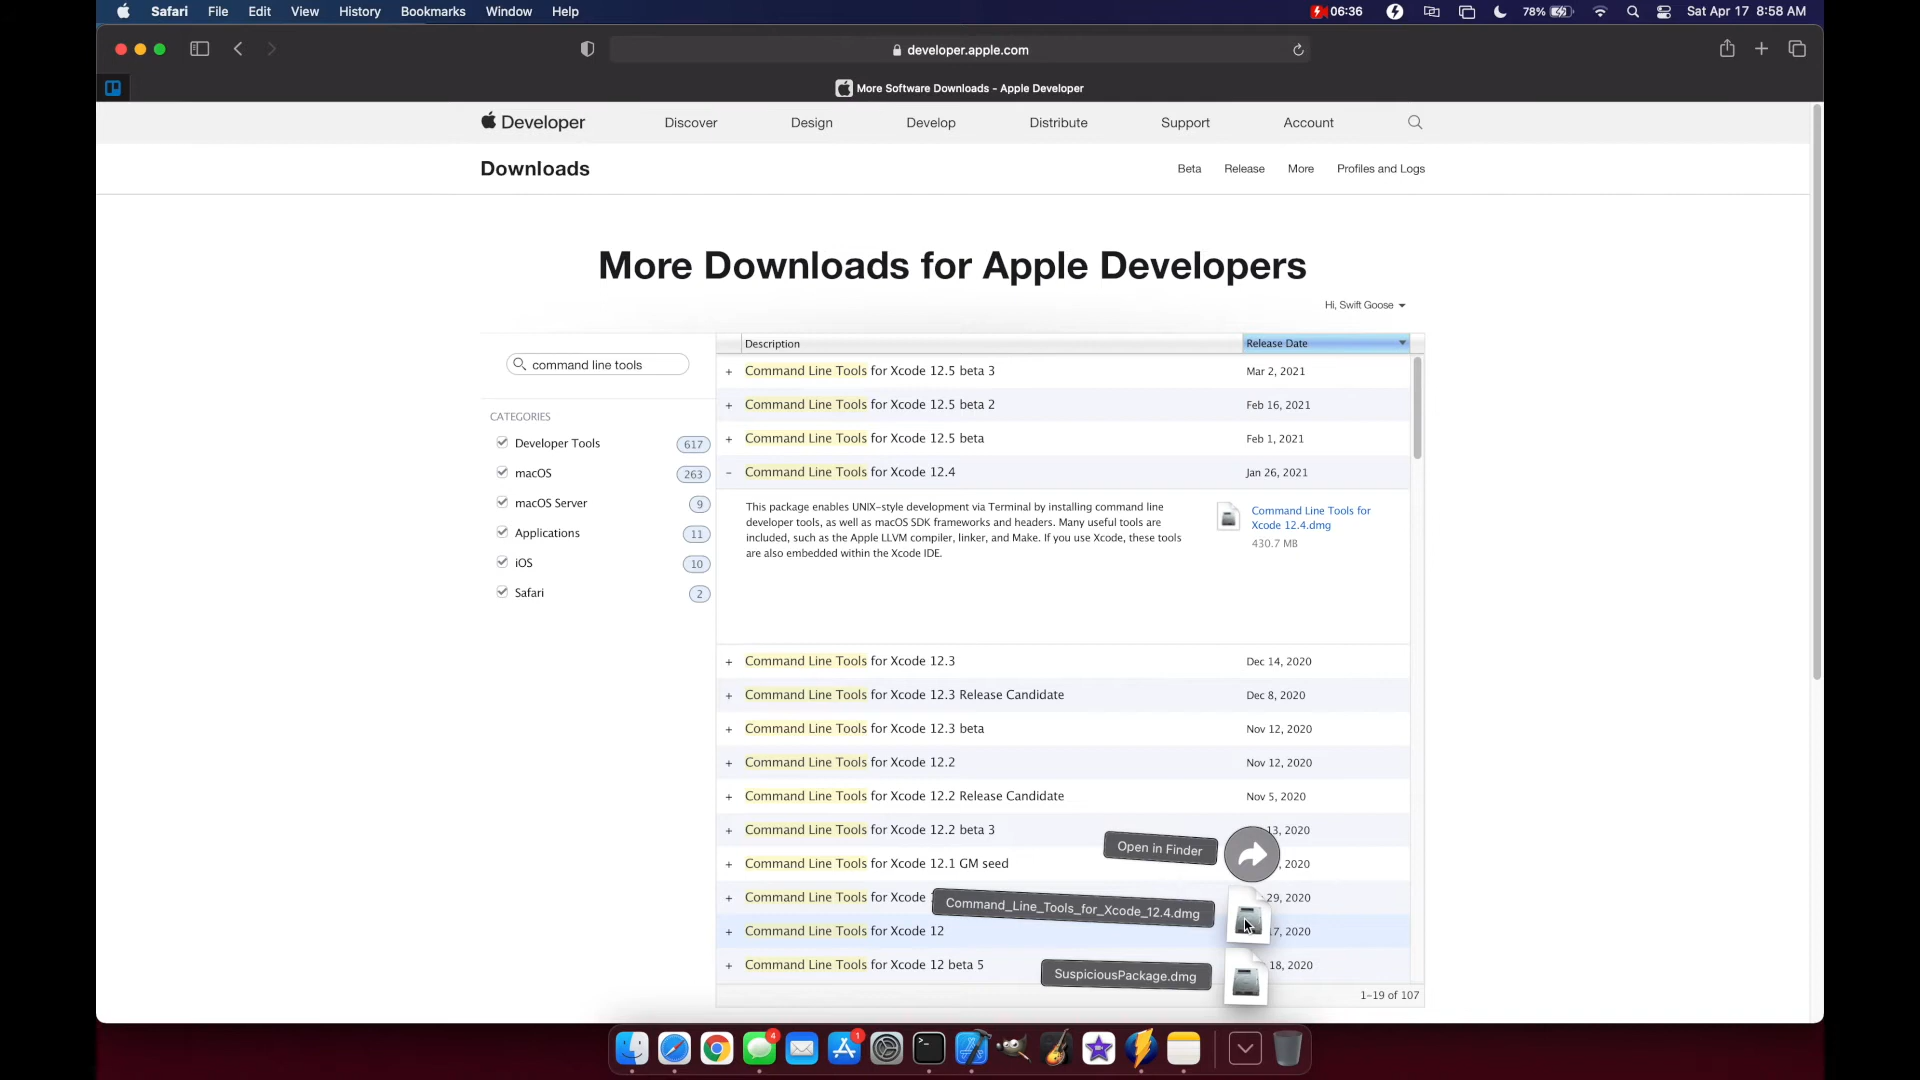 Safari File Edit View History Bookmarks Window Help 06:36 78% Sat Apr 17 8:58 AM
developer.apple.com
More Software Downloads - Apple Developer
Developer Discover Design Develop Distribute Support Account
Downloads Beta Release More Profiles and Logs
More Downloads for Apple Developers
Hi, Swift Goose
command line tools
CATEGORIES
Developer Tools 617
macOS 263
macOS Server 9
Applications 11
iOS 10
Safari 2
Description Release Date
+ Command Line Tools for Xcode 12.5 beta 3 Mar 2, 2021
+ Command Line Tools for Xcode 12.5 beta 2 Feb 16, 2021
+ Command Line Tools for Xcode 12.5 beta Feb 1, 2021
– Command Line Tools for Xcode 12.4 Jan 26, 2021
This package enables UNIX-style development via Terminal by installing command line
developer tools, as well as macOS SDK frameworks and headers. Many useful tools are
included, such as the Apple LLVM compiler, linker, and Make. If you use Xcode, these tools
are also embedded within the Xcode IDE.
Command Line Tools for
Xcode 12.4.dmg
430.7 MB
+ Command Line Tools for Xcode 12.3 Dec 14, 2020
+ Command Line Tools for Xcode 12.3 Release Candidate Dec 8, 2020
+ Command Line Tools for Xcode 12.3 beta Nov 12, 2020
+ Command Line Tools for Xcode 12.2 Nov 12, 2020
+ Command Line Tools for Xcode 12.2 Release Candidate Nov 5, 2020
+ Command Line Tools for Xcode 12.2 beta 3 13, 2020
Open in Finder
+ Command Line Tools for Xcode 12.1 GM seed , 2020
+ Command Line Tools for Xcode 29, 2020
Command_Line_Tools_for_Xcode_12.4.dmg
+ Command Line Tools for Xcode 12 7, 2020
+ Command Line Tools for Xcode 12 beta 5 18, 2020
SuspiciousPackage.dmg
1–19 of 107
4 1